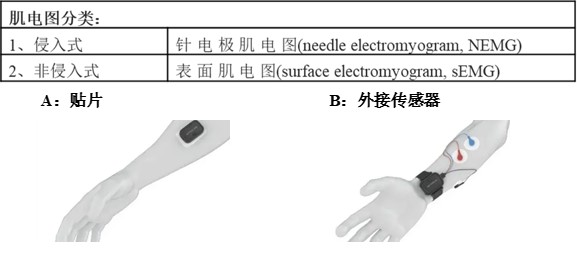 肌电图分类：
1、侵入式 针电极肌电图(needle electromyogram, NEMG)
2、非侵入式 表面肌电图(surface electromyogram, sEMG)
A：贴片 B：外接传感器